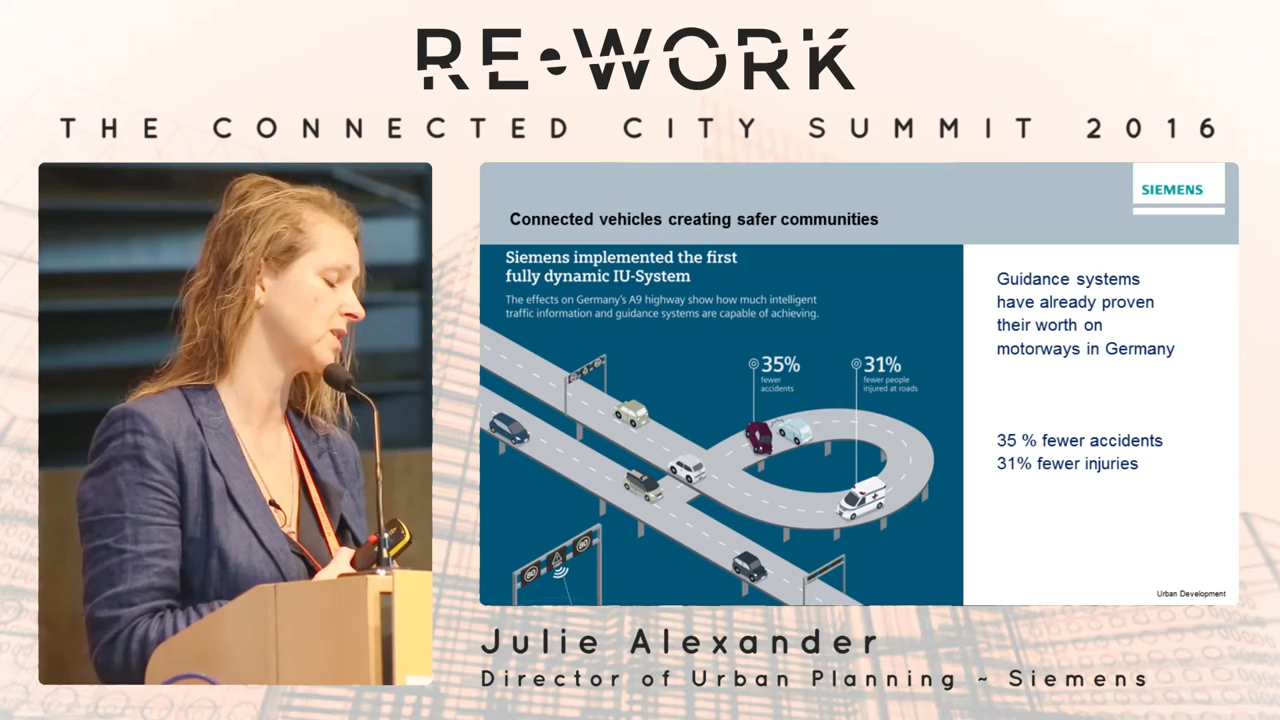 RE•WORK
THE CONNECTED CITY SUMMIT 2016
SIEMENS
Connected vehicles creating safer communities
Siemens implemented the first
fully dynamic IU-System
The effects on Germany's A9 highway show how much intelligent
traffic information and guidance systems are capable of achieving.
35%
fewer
accidents
31%
fewer people
injured at roads
80
80
Guidance systems
have already proven
their worth on
motorways in Germany
35 % fewer accidents
31% fewer injuries
Urban Development
Julie Alexander
Director of Urban Planning ~ Siemens